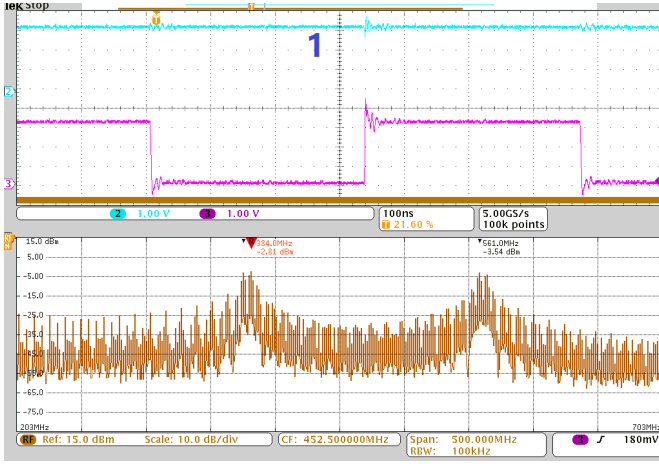 Tek Stop
T
1
2
3
2 1.00 V 3 1.00 V
100ns
T 21.60 %
5.00GS/s
100k points
15.0 dBm
384.0MHz
-2.81 dBm
561.0MHz
-3.54 dBm
-5.00
-5.00
-15.0
-25.0
-35.0
-45.0
-55.0
-65.0
-75.0
203MHz
703MHz
RF Ref: 15.0 dBm Scale: 10.0 dB/div
CF: 452.500000MHz
Span: 500.000MHz
RBW: 100kHz
3 180mV